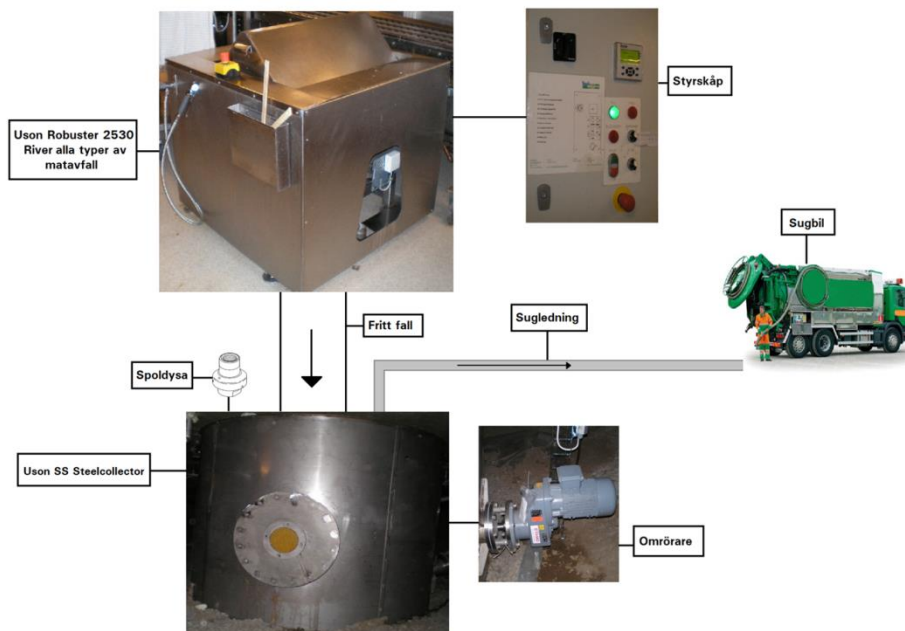 Uson Robuster 2530
River alla typer av
matavfall
Styrskåp
Sugbil
Fritt fall
Sugledning
Spoldysa
Uson SS Steelcollector
Omrörare